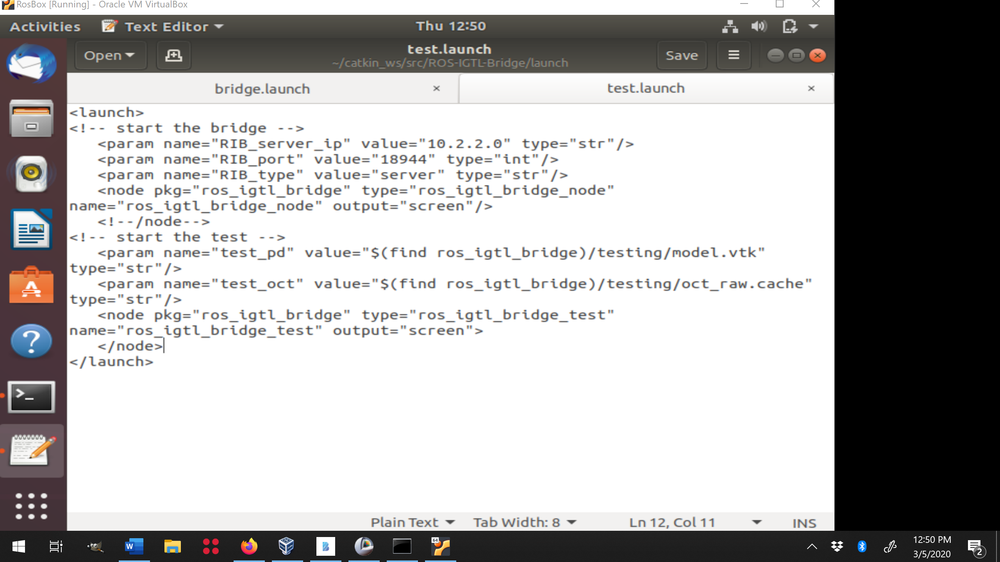 RosBox [Running] - Oracle VM VirtualBox
Activities Text Editor Thu 12:50
Open test.launch Save
~/catkin_ws/src/ROS-IGTL-Bridge/launch
bridge.launch × test.launch ×
<launch>
<!-- start the bridge -->
<param name="RIB_server_ip" value="10.2.2.0" type="str"/>
<param name="RIB_port" value="18944" type="int"/>
<param name="RIB_type" value="server" type="str"/>
<node pkg="ros_igtl_bridge" type="ros_igtl_bridge_node"
name="ros_igtl_bridge_node" output="screen"/>
<!--/node-->
<!-- start the test -->
<param name="test_pd" value="$(find ros_igtl_bridge)/testing/model.vtk"
type="str"/>
<param name="test_oct" value="$(find ros_igtl_bridge)/testing/oct_raw.cache"
type="str"/>
<node pkg="ros_igtl_bridge" type="ros_igtl_bridge_test"
name="ros_igtl_bridge_test" output="screen">
</node>
</launch>
Plain Text Tab Width: 8 Ln 12, Col 11 INS
W B 64 12:50 PM
3/5/2020 2